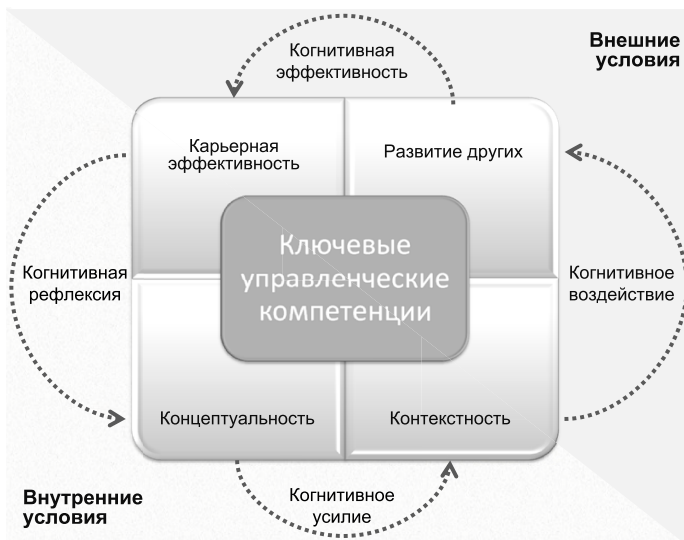 Когнитивная
эффективность
Внешние
условия
Карьерная
эффективность
Развитие других
Ключевые
управленческие
компетенции
Когнитивная
рефлексия
Когнитивное
воздействие
Концептуальность
Контекстность
Внутренние
условия
Когнитивное
усилие